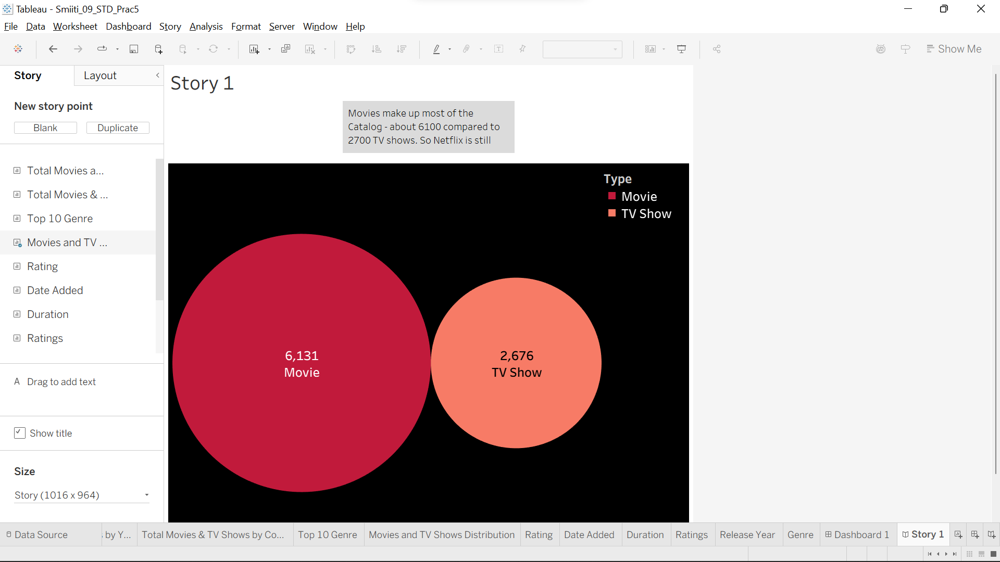 Tableau - Smiiti_09_STD_Prac5
File Data Worksheet Dashboard Story Analysis Format Server Window Help
Show Me
Story Layout
New story point
Blank Duplicate
Total Movies a...
Total Movies & ...
Top 10 Genre
Movies and TV ...
Rating
Date Added
Duration
Ratings
A Drag to add text
Show title
Size
Story (1016 x 964)
Story 1
Movies make up most of the
Catalog - about 6100 compared to
2700 TV shows. So Netflix is still
Type
Movie
TV Show
6,131
Movie
2,676
TV Show
Data Source by Y... Total Movies & TV Shows by Co... Top 10 Genre Movies and TV Shows Distribution Rating Date Added Duration Ratings Release Year Genre Dashboard 1 Story 1